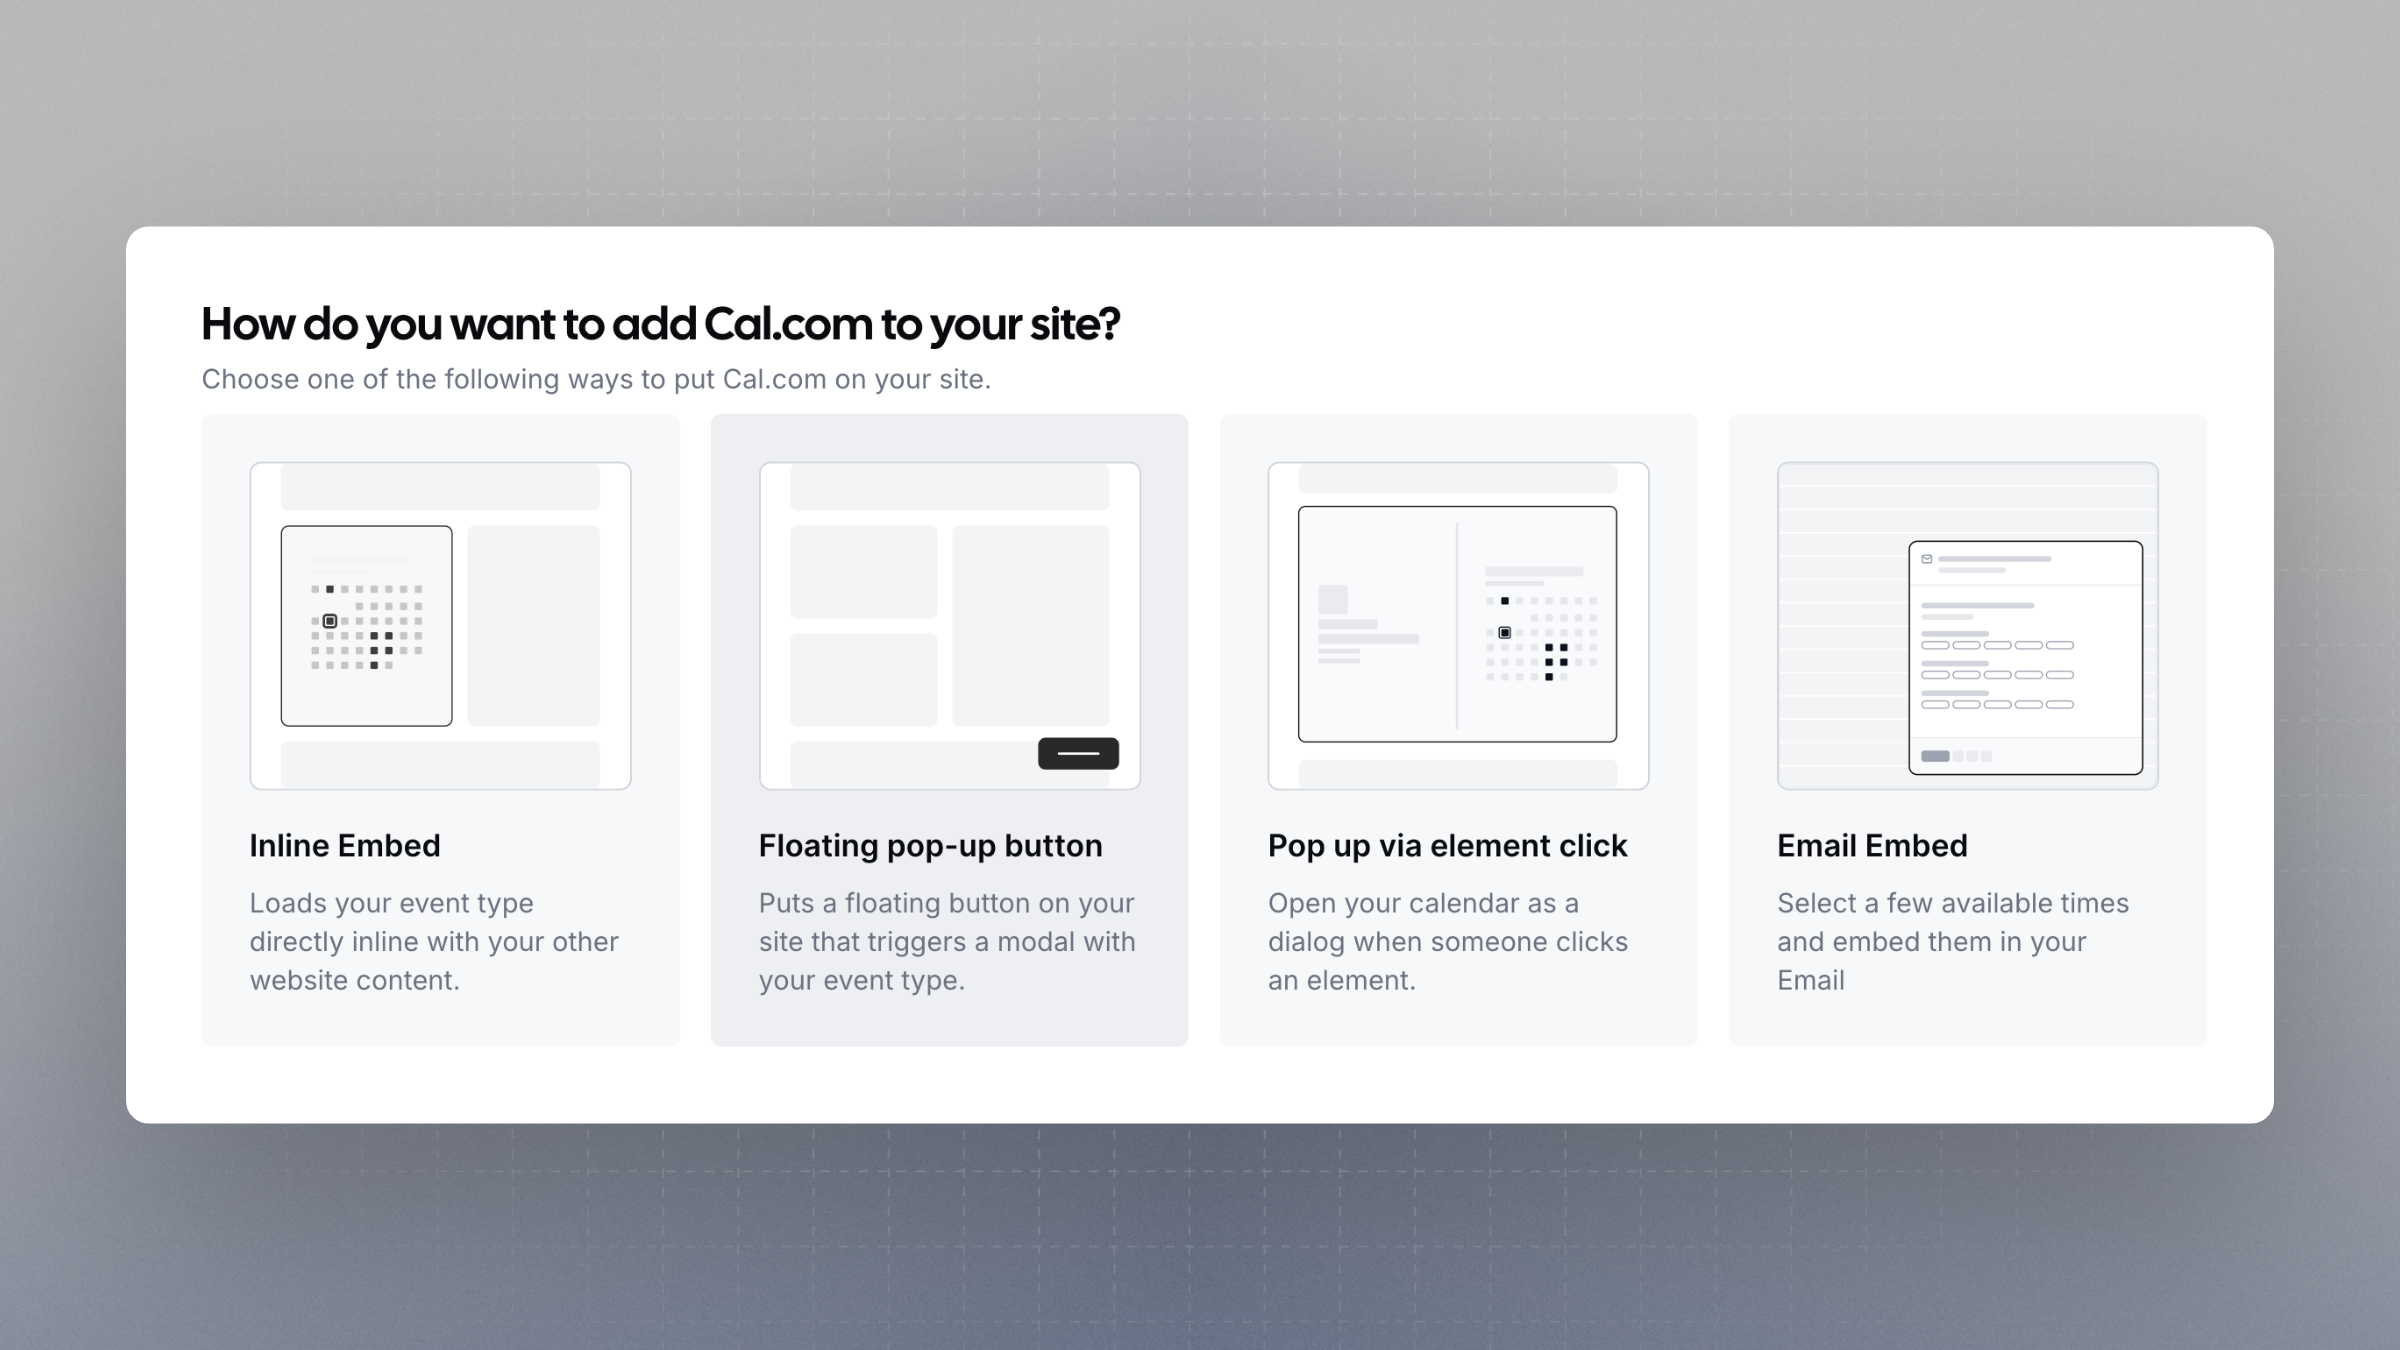 How do you want to add Cal.com to your site?
Choose one of the following ways to put Cal.com on your site.
Inline Embed
Loads your event type
directly inline with your other
website content.
Floating pop-up button
Puts a floating button on your
site that triggers a modal with
your event type.
Pop up via element click
Open your calendar as a
dialog when someone clicks
an element.
Email Embed
Select a few available times
and embed them in your
Email